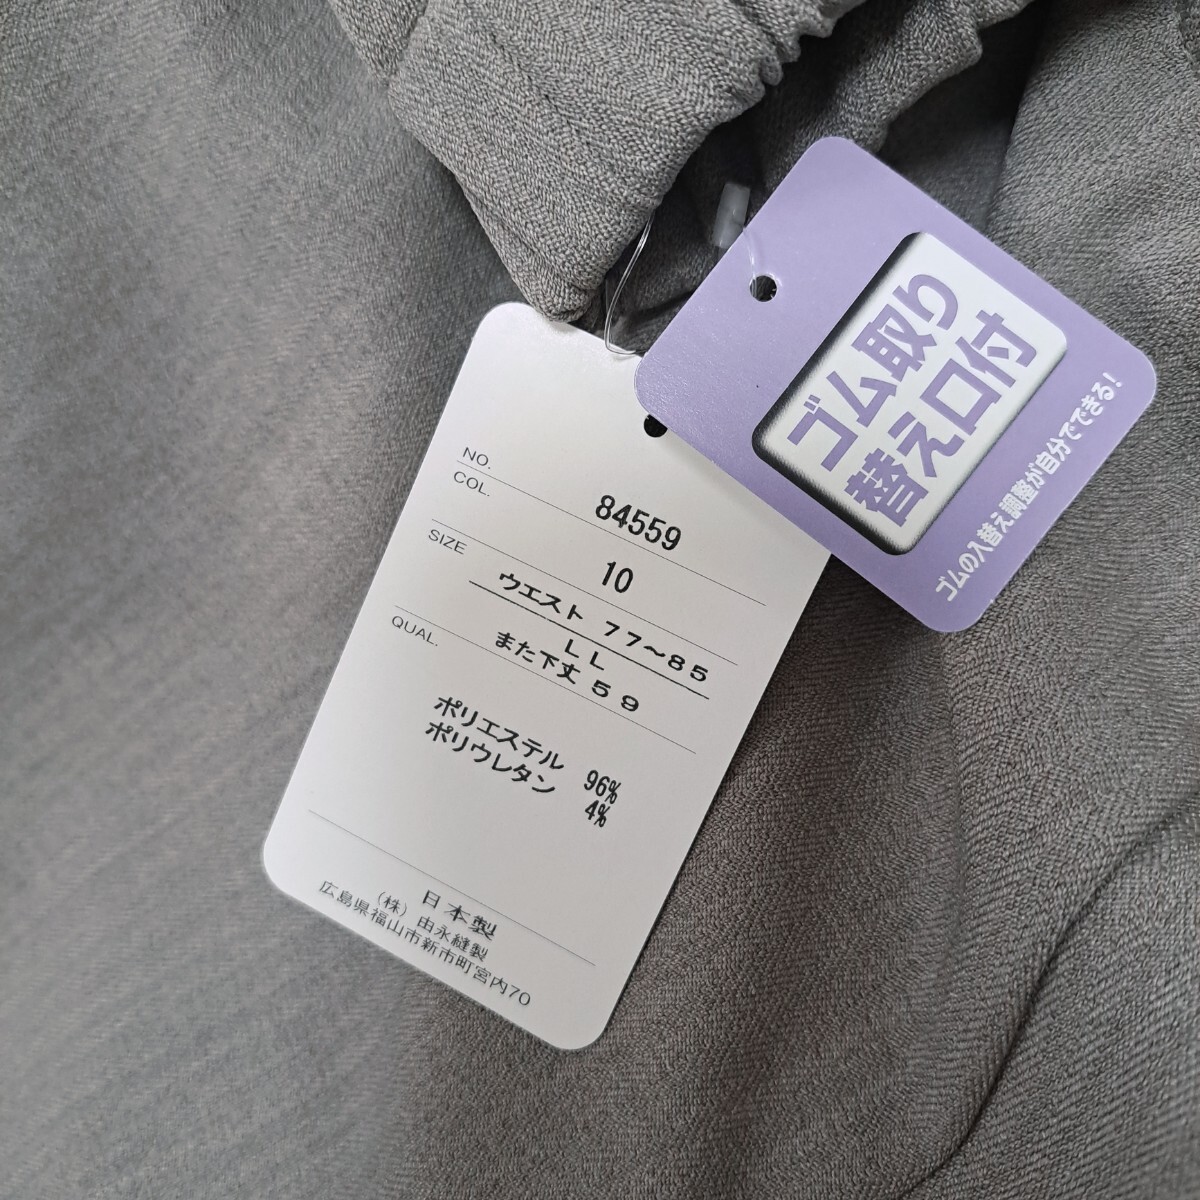 NO.
84559
COL.
10
SIZE
ウエスト 77～85
LL
また下丈 59
QUAL.
ポリエステル 96%
ポリウレタン 4%
日本製
(株) 由永縫製
広島県福山市新市町宮内70
ゴム取り
替え口付
ゴムの入替え調整が自分でできる!